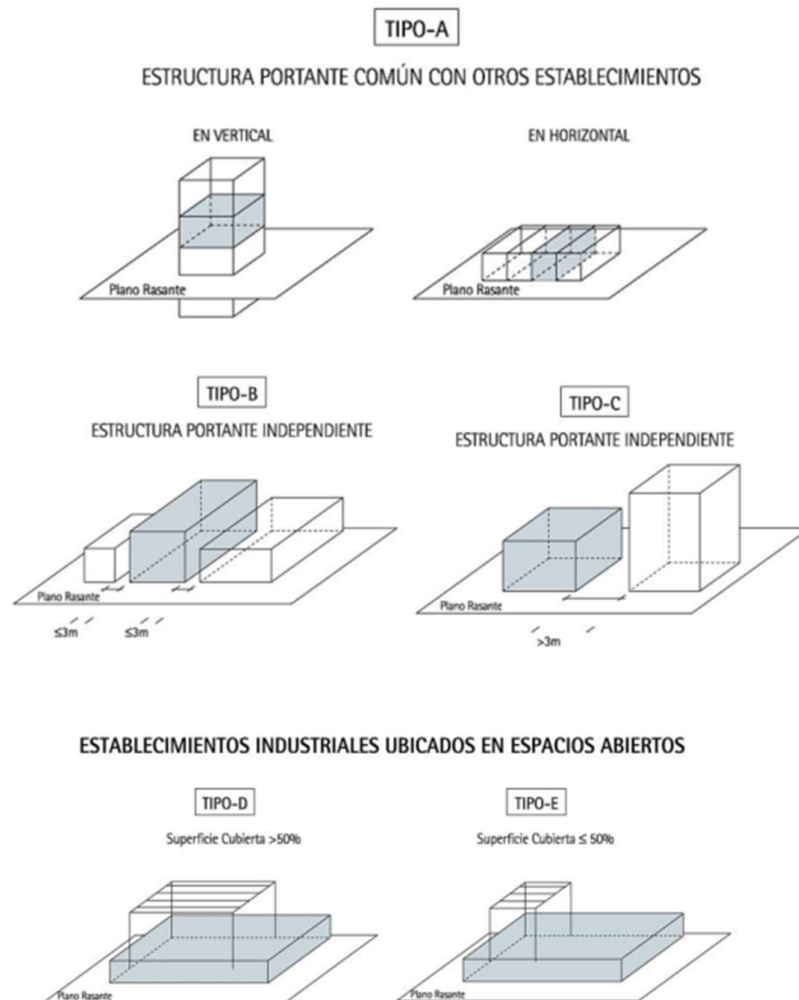 TIPO-A
ESTRUCTURA PORTANTE COMÚN CON OTROS ESTABLECIMIENTOS
EN VERTICAL
EN HORIZONTAL
Plano Rasante
Plano Rasante
TIPO-B
ESTRUCTURA PORTANTE INDEPENDIENTE
TIPO-C
ESTRUCTURA PORTANTE INDEPENDIENTE
Plano Rasante
≤3m
≤3m
Plano Rasante
>3m
ESTABLECIMIENTOS INDUSTRIALES UBICADOS EN ESPACIOS ABIERTOS
TIPO-D
TIPO-E
Superficie Cubierta >50%
Superficie Cubierta ≤ 50%
Plano Rasante
Plano Rasante